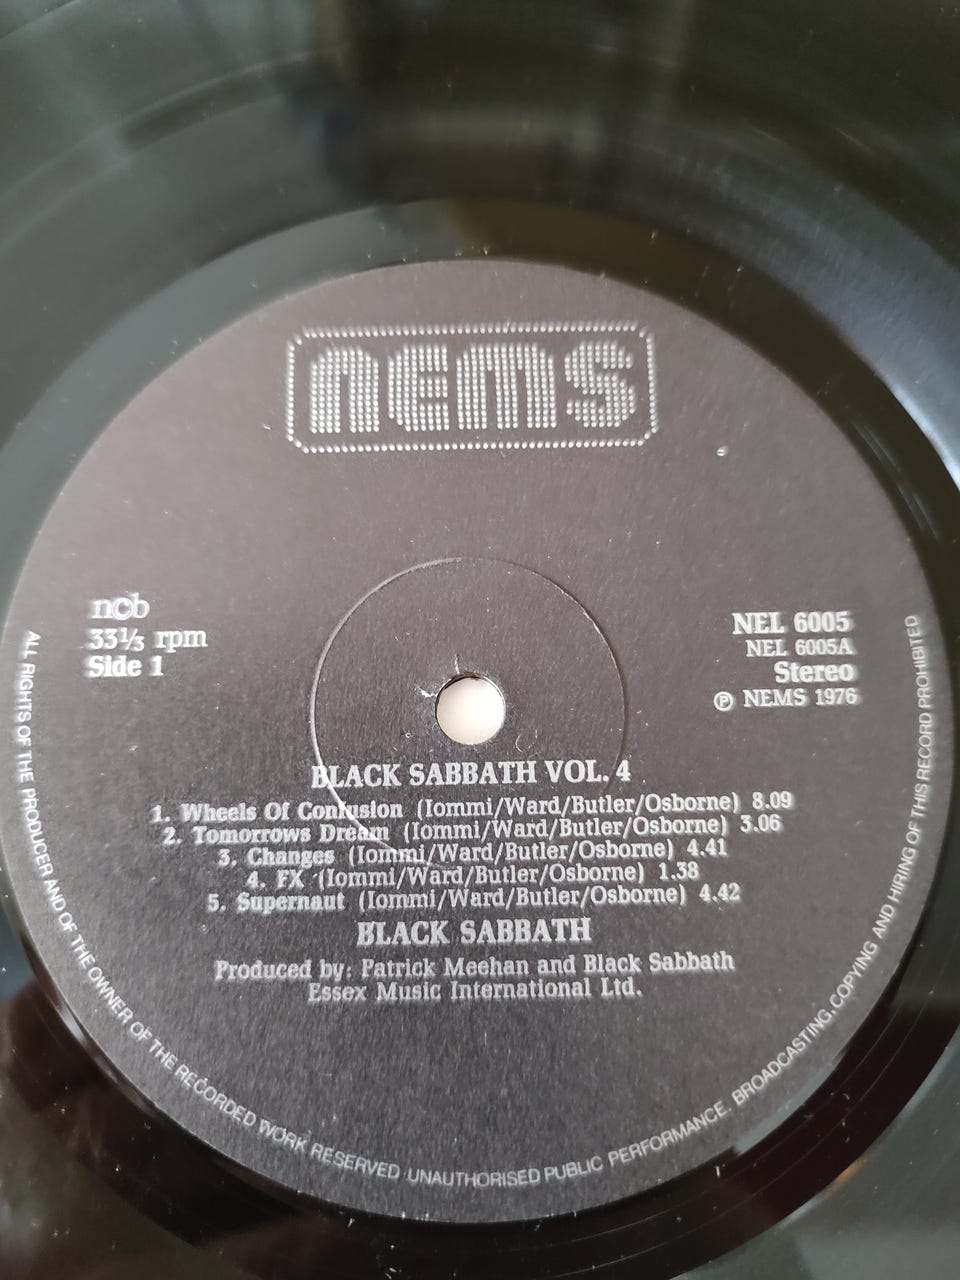 nems
ncb
33⅓ rpm
Side 1
NEL 6005
NEL 6005A
Stereo
Ⓟ NEMS 1976
BLACK SABBATH VOL. 4
1. Wheels Of Confusion (Iommi/Ward/Butler/Osborne) 8.09
2. Tomorrows Dream (Iommi/Ward/Butler/Osborne) 3.06
3. Changes (Iommi/Ward/Butler/Osborne) 4.41
4. FX (Iommi/Ward/Butler/Osborne) 1.38
5. Supernaut (Iommi/Ward/Butler/Osborne) 4.42
BLACK SABBATH
Produced by: Patrick Meehan and Black Sabbath
Essex Music International Ltd.
ALL RIGHTS OF THE PRODUCER AND OF THE OWNER OF THE RECORDED WORK RESERVED UNAUTHORISED PUBLIC PERFORMANCE, BROADCASTING, COPYING AND HIRING OF THIS RECORD PROHIBITED